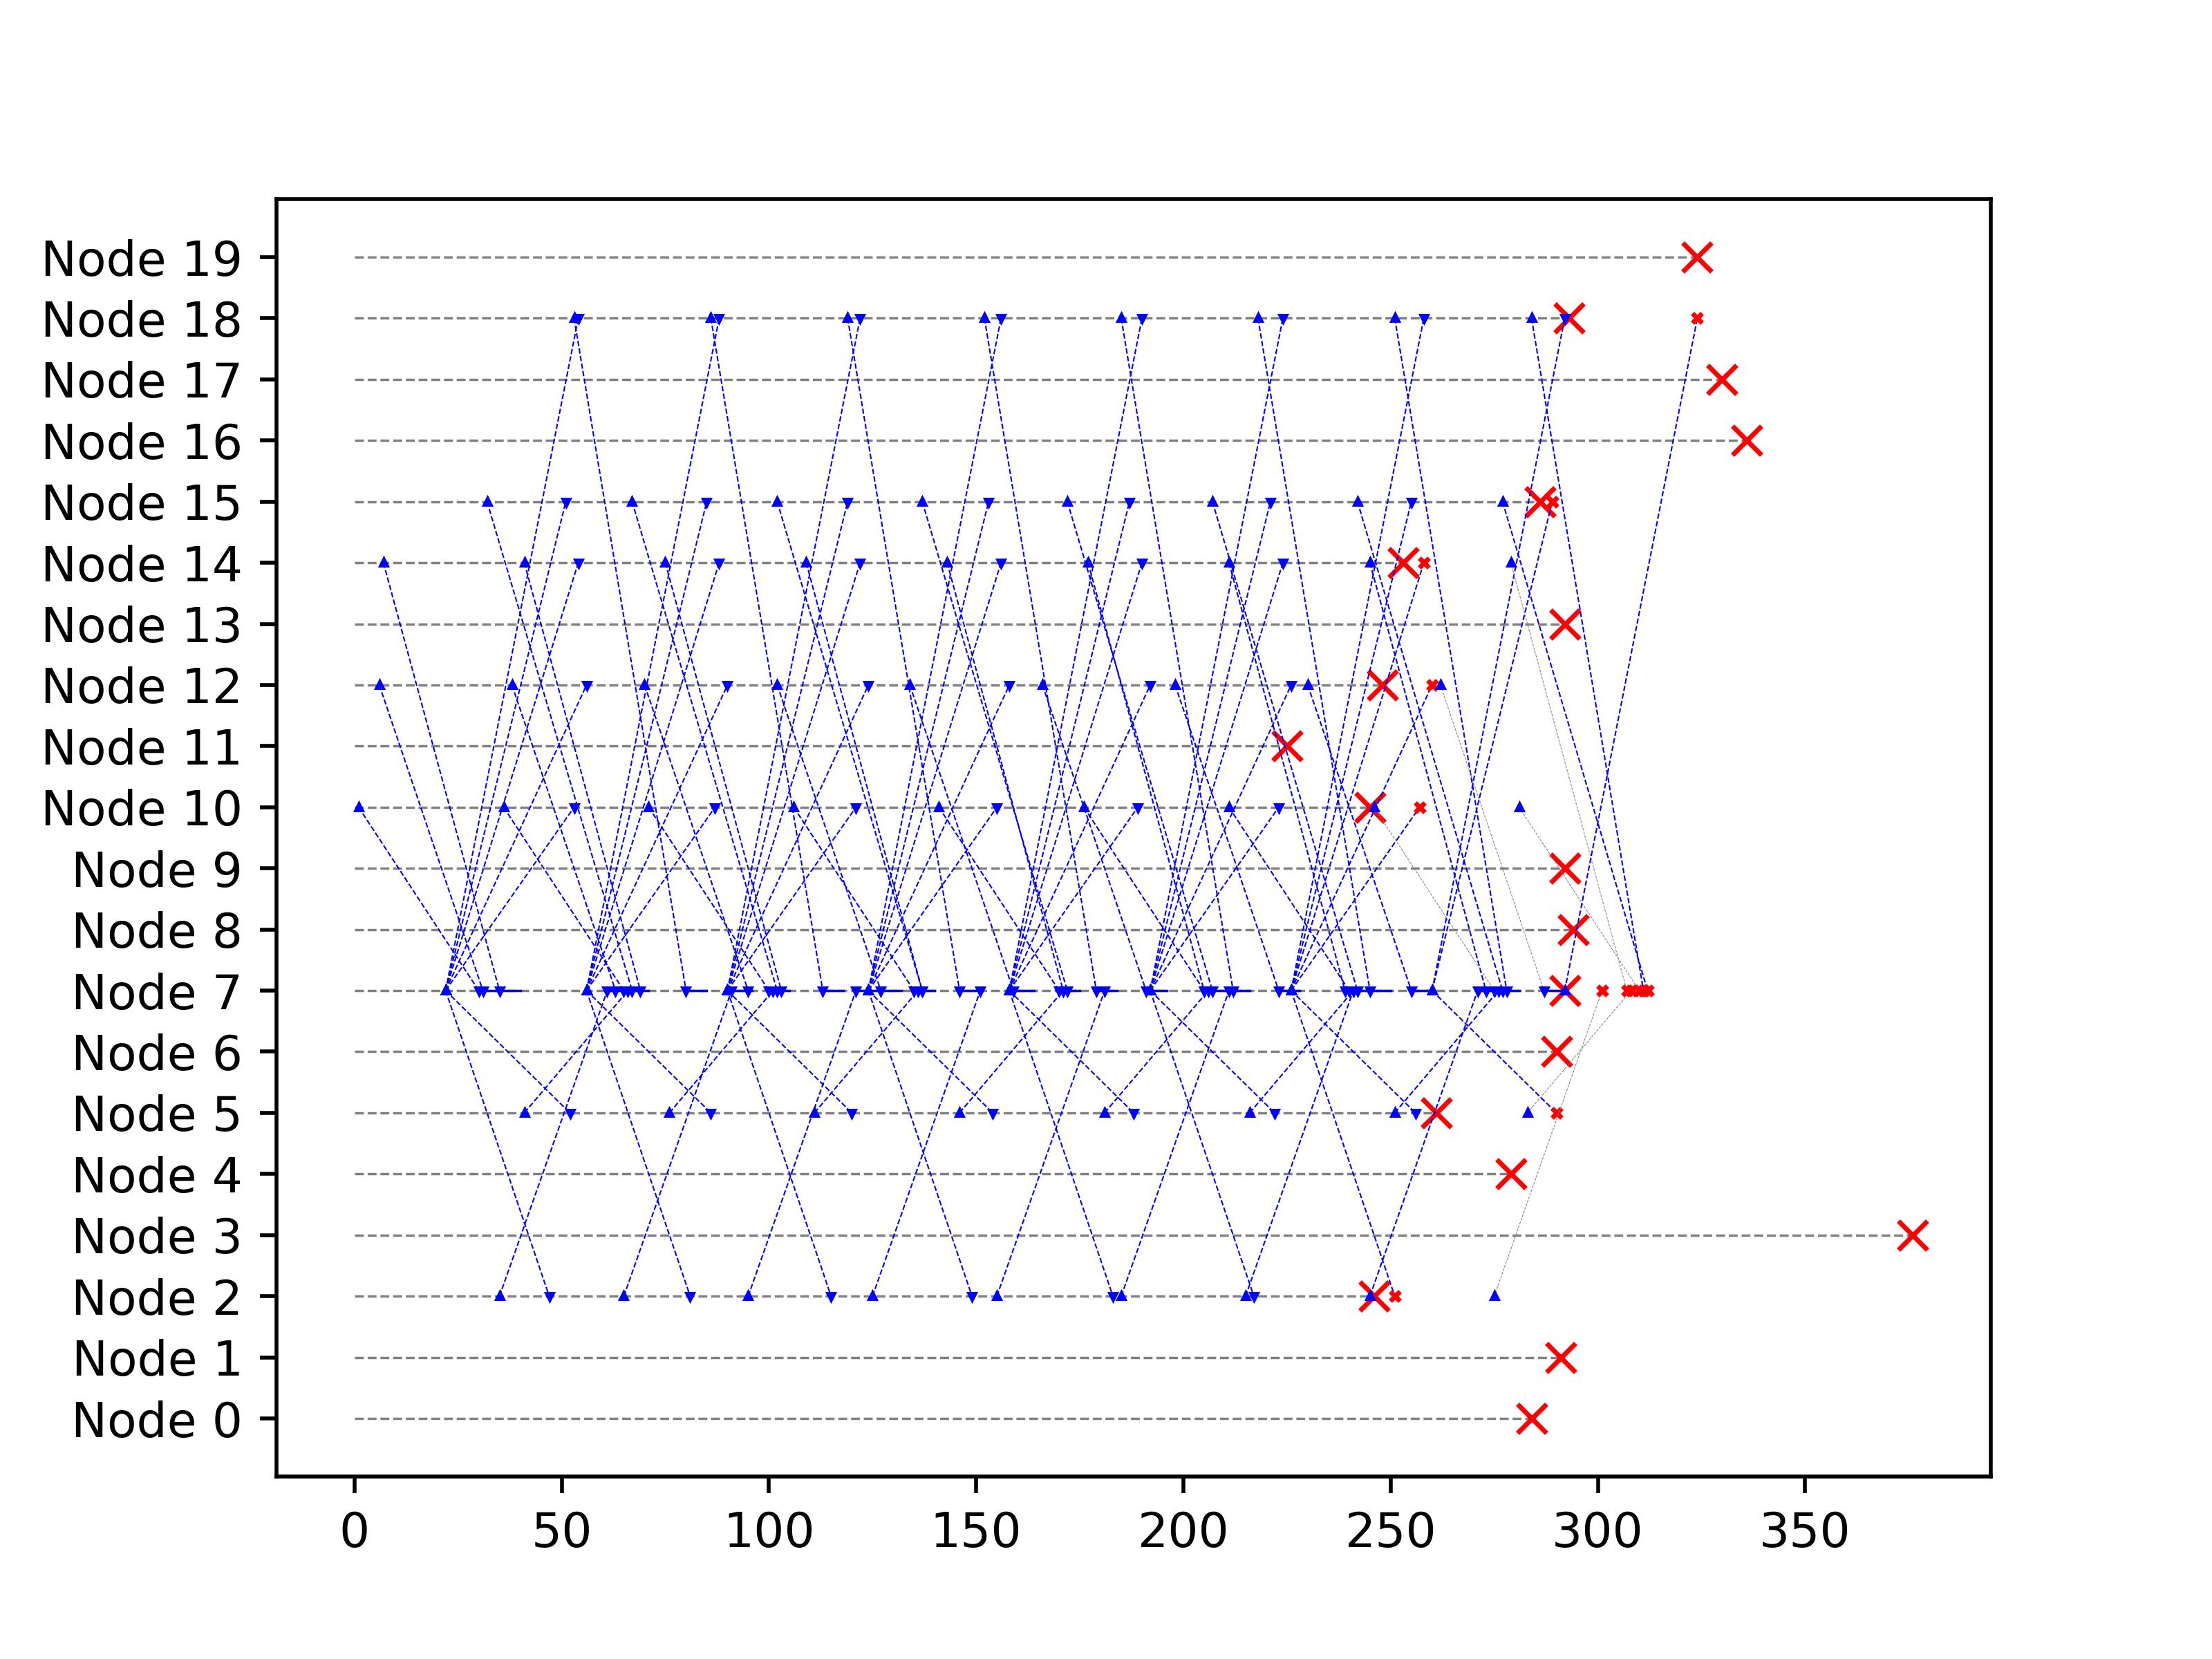 Node 19
Node 18
Node 17
Node 16
Node 15
Node 14
Node 13
Node 12
Node 11
Node 10
Node 9
Node 8
Node 7
Node 6
Node 5
Node 4
Node 3
Node 2
Node 1
Node 0
0 50 100 150 200 250 300 350